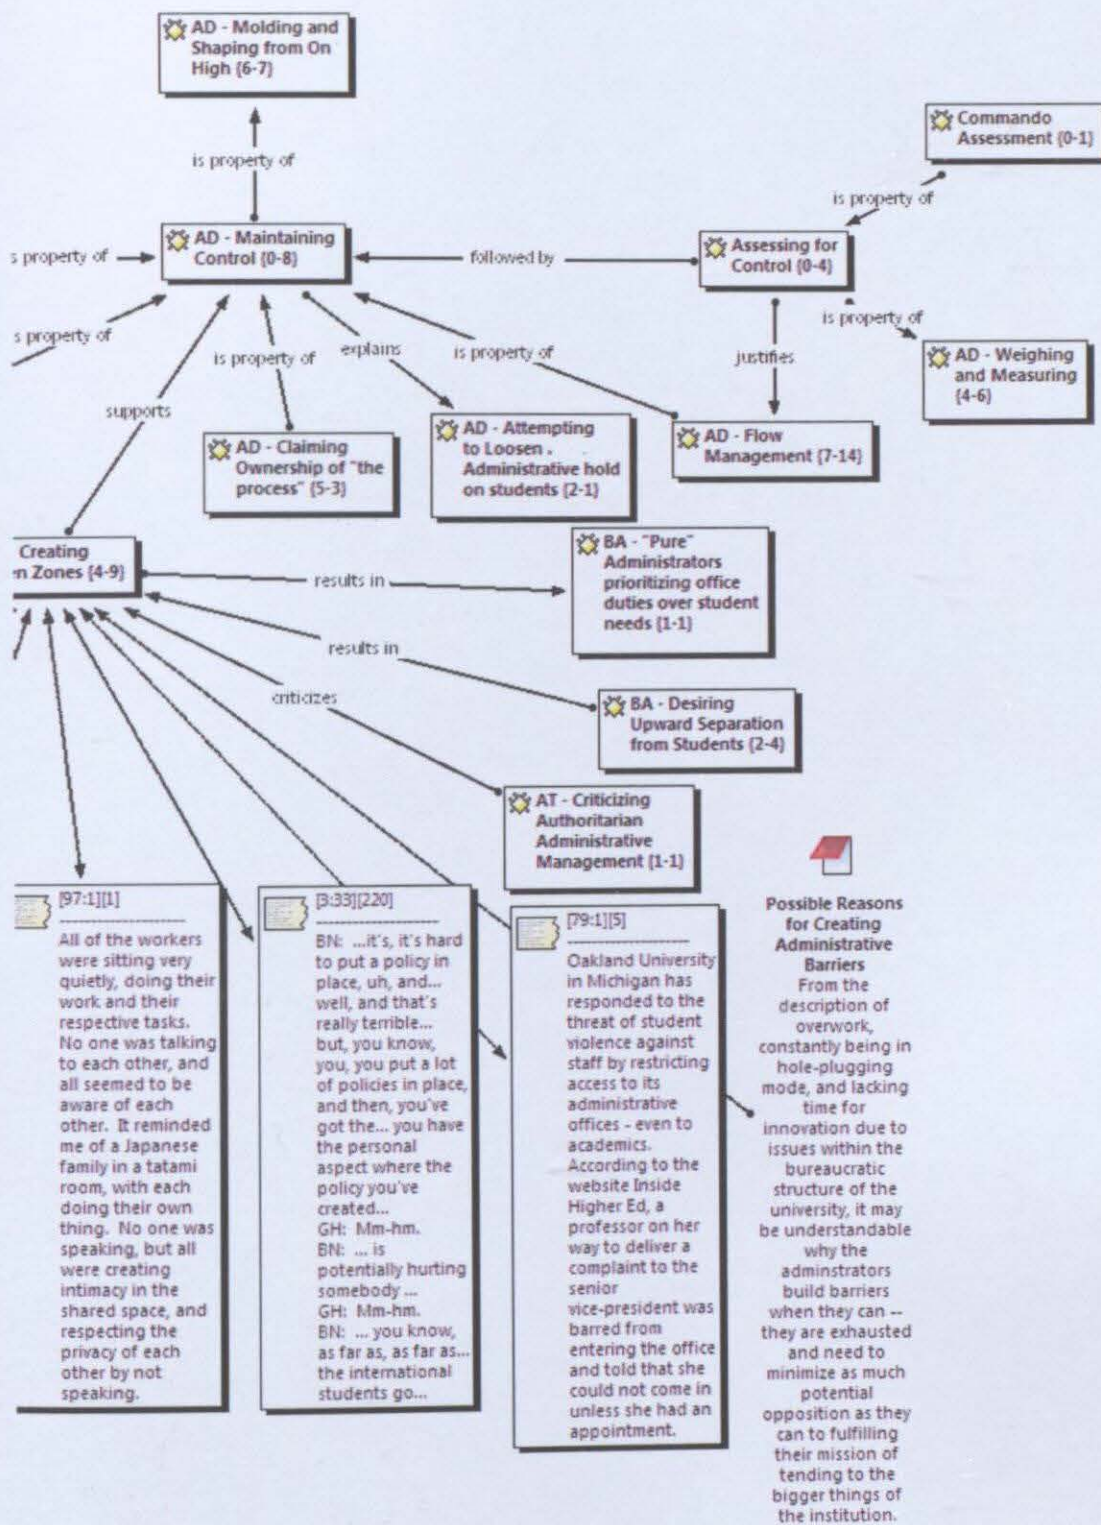 AD - Molding and
Shaping from On
High {6-7}
is property of
Commando
Assessment {0-1}
is property of
s property of
AD - Maintaining
Control {0-8}
followed by
Assessing for
Control {0-4}
s property of
is property of
explains
is property of
justifies
is property of
AD - Weighing
and Measuring
{4-6}
supports
AD - Claiming
Ownership of "the
process" {5-3}
AD - Attempting
to Loosen .
Administrative hold
on students {2-1}
AD - Flow
Management {7-14}
Creating
en Zones {4-9}
results in
BA - "Pure"
Administrators
prioritizing office
duties over student
needs {1-1}
results in
criticizes
BA - Desiring
Upward Separation
from Students {2-4}
AT - Criticizing
Authoritarian
Administrative
Management {1-1}
[97:1][1]
--------------------
All of the workers
were sitting very
quietly, doing their
work and their
respective tasks.
No one was talking
to each other, and
all seemed to be
aware of each
other. It reminded
me of a Japanese
family in a tatami
room, with each
doing their own
thing. No one was
speaking, but all
were creating
intimacy in the
shared space, and
respecting the
privacy of each
other by not
speaking.
[3:33][220]
--------------------
BN: ...it's, it's hard
to put a policy in
place, uh, and...
well, and that's
really terrible...
but, you know,
you, you put a lot
of policies in place,
and then, you've
got the... you have
the personal
aspect where the
policy you've
created...
GH: Mm-hm.
BN: ... is
potentially hurting
somebody ...
GH: Mm-hm.
BN: ... you know,
as far as, as far as...
the international
students go...
[79:1][5]
--------------------
Oakland University
in Michigan has
responded to the
threat of student
violence against
staff by restricting
access to its
administrative
offices - even to
academics.
According to the
website Inside
Higher Ed, a
professor on her
way to deliver a
complaint to the
senior
vice-president was
barred from
entering the office
and told that she
could not come in
unless she had an
appointment.
Possible Reasons
for Creating
Administrative
Barriers
From the
description of
overwork,
constantly being in
hole-plugging
mode, and lacking
time for
innovation due to
issues within the
bureaucratic
structure of the
university, it may
be understandable
why the
adminstrators
build barriers
when they can --
they are exhausted
and need to
minimize as much
potential
opposition as they
can to fulfilling
their mission of
tending to the
bigger things of
the institution.